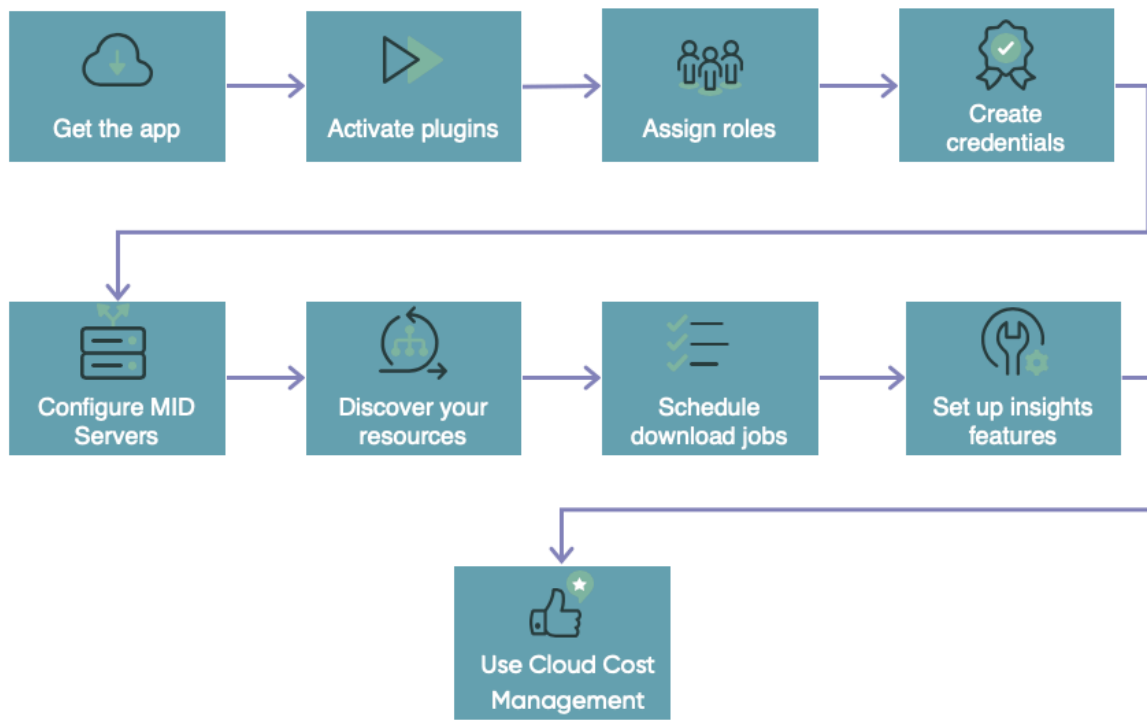 Get the app
Activate plugins
Assign roles
Create
credentials
Configure MID
Servers
Discover your
resources
Schedule
download jobs
Set up insights
features
Use Cloud Cost
Management